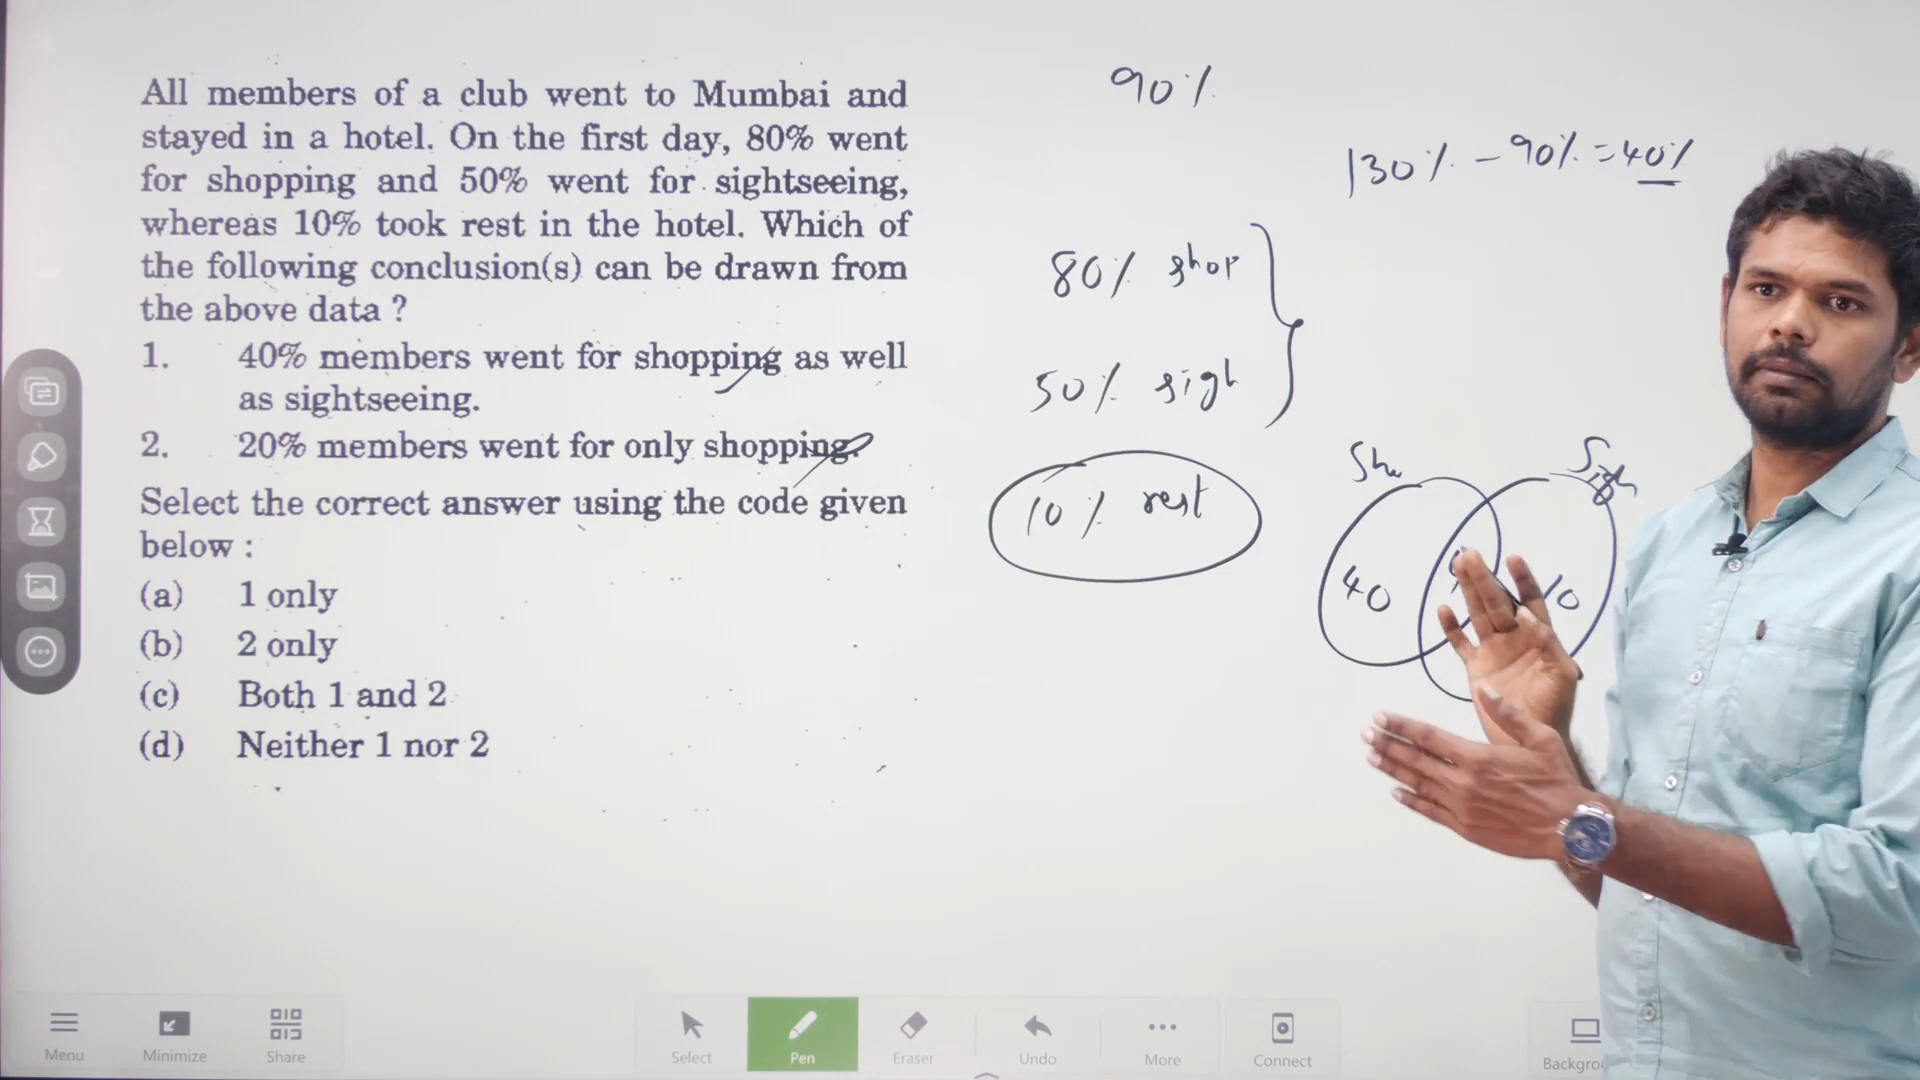 All members of a club went to Mumbai and
stayed in a hotel. On the first day, 80% went
for shopping and 50% went for sightseeing,
whereas 10% took rest in the hotel. Which of
the following conclusion(s) can be drawn from
the above data ?
1. 40% members went for shopping as well
as sightseeing.
2. 20% members went for only shopping.
Select the correct answer using the code given
below :
(a) 1 only
(b) 2 only
(c) Both 1 and 2
(d) Neither 1 nor 2
90%
130% - 90% = 40%
80% shop
50% sigh
10% rest
Sho
Sigh
40
10
Menu
Minimize
Share
Select
Pen
Eraser
Undo
More
Connect